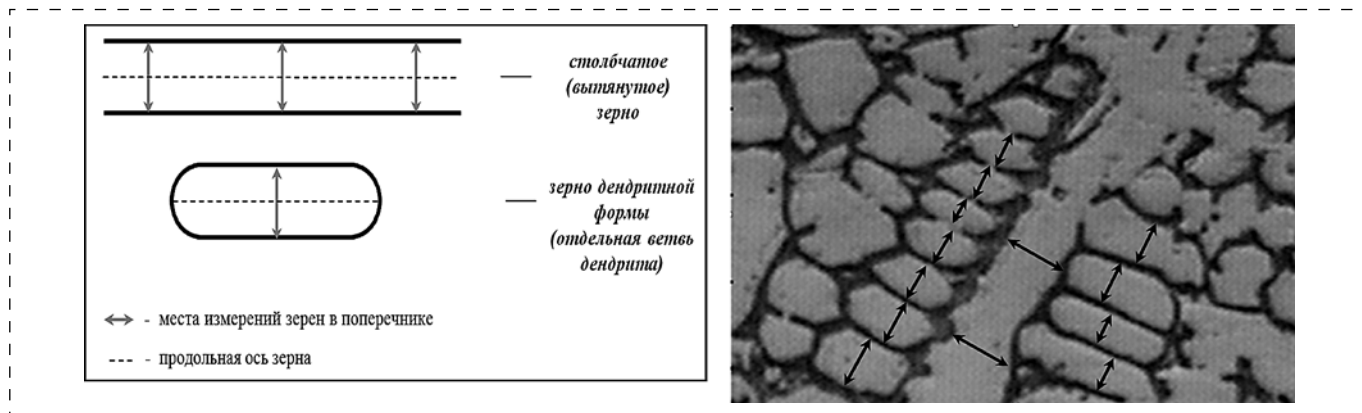 столбчатое
(вытянутое)
зерно
зерно дендритной
формы
(отдельная ветвь
дендрита)
- места измерений зерен в поперечнике
- продольная ось зерна